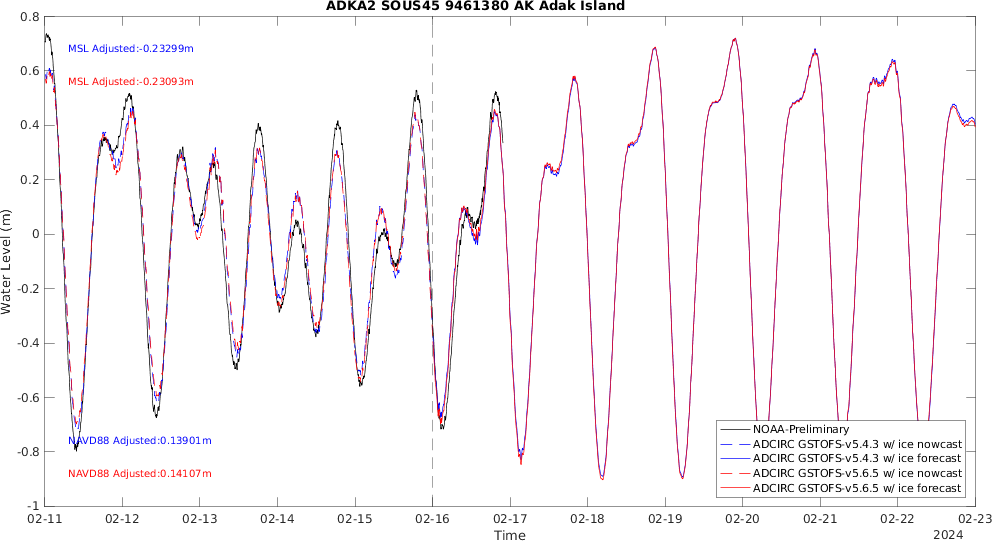 ADKA2 SOUS45 9461380 AK Adak Island
MSL Adjusted:-0.23299m
MSL Adjusted:-0.23093m
NAVD88 Adjusted:0.13901m
NAVD88 Adjusted:0.14107m
Water Level (m)
0.8
0.6
0.4
0.2
0
-0.2
-0.4
-0.6
-0.8
-1
NOAA-Preliminary
ADCIRC GSTOFS-v5.4.3 w/ ice nowcast
ADCIRC GSTOFS-v5.4.3 w/ ice forecast
ADCIRC GSTOFS-v5.6.5 w/ ice nowcast
ADCIRC GSTOFS-v5.6.5 w/ ice forecast
02-11 02-12 02-13 02-14 02-15 02-16 02-17 02-18 02-19 02-20 02-21 02-22 02-23
Time
2024